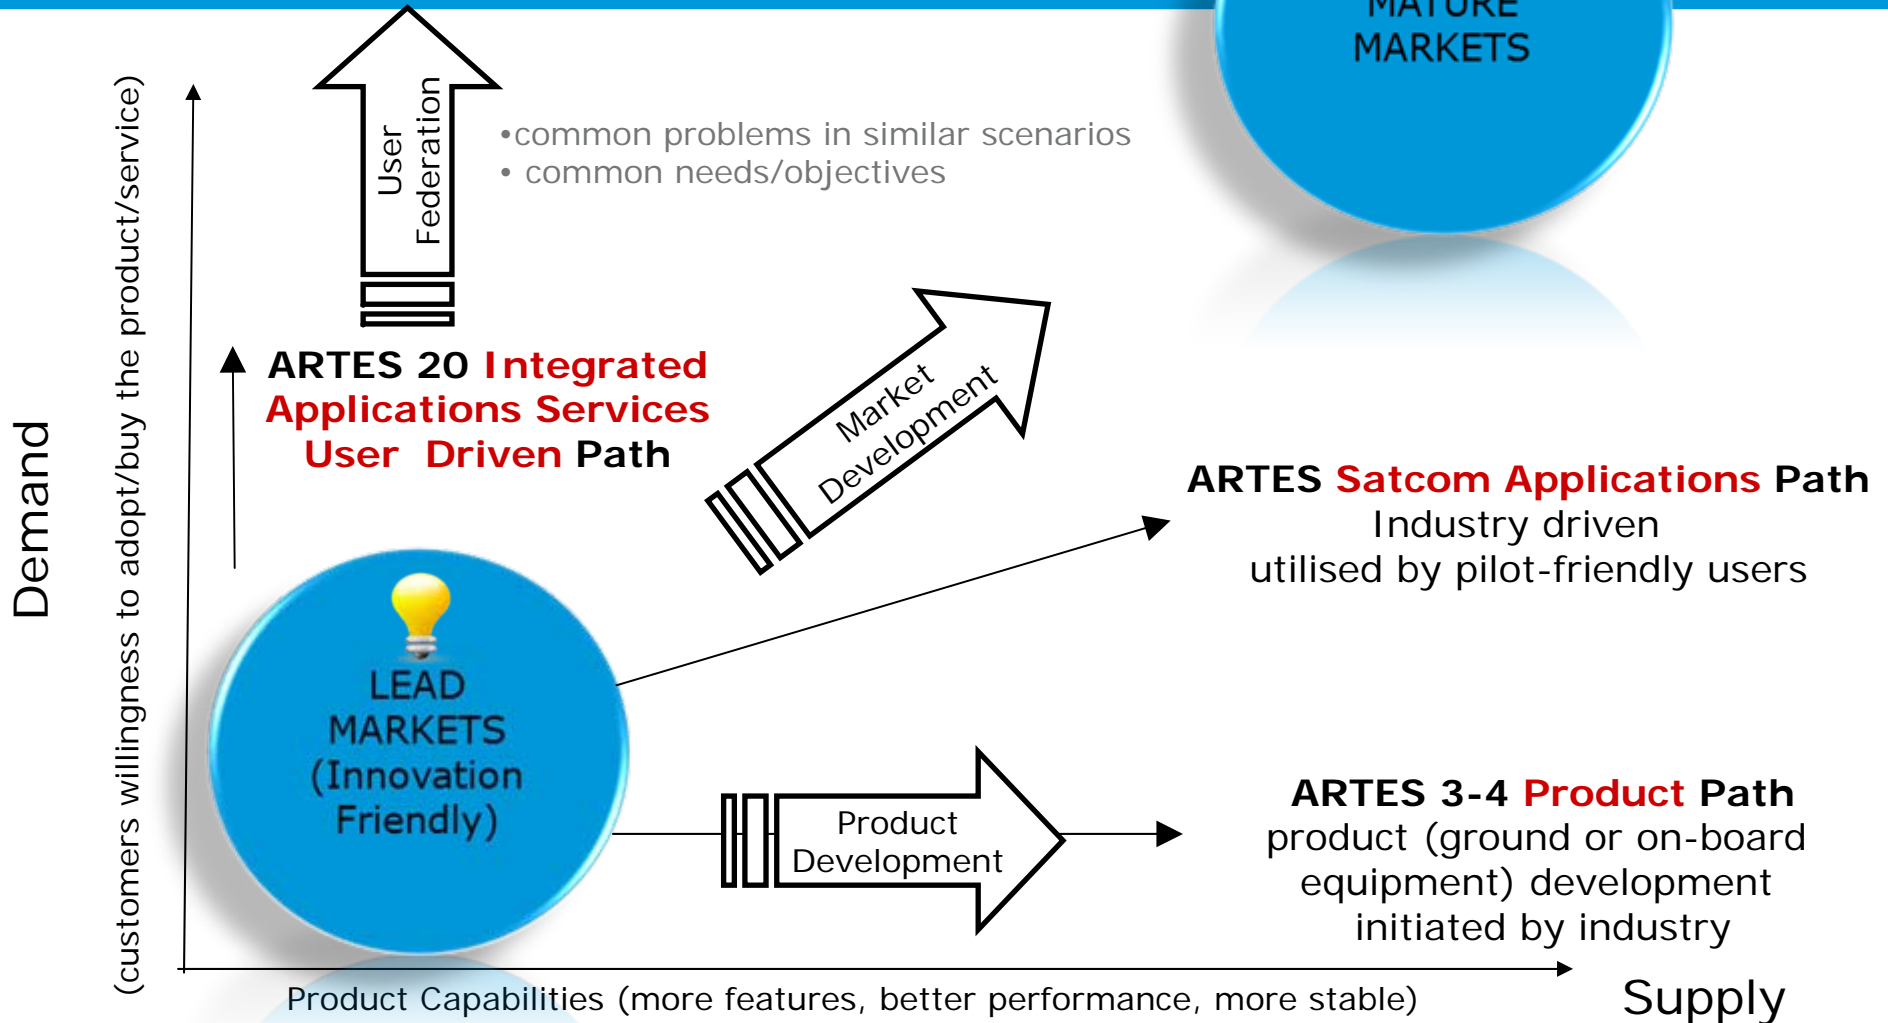 MATURE
MARKETS
User
Federation
•common problems in similar scenarios
• common needs/objectives
Demand
(customers willingness to adopt/buy the product/service)
ARTES 20 Integrated
Applications Services
User Driven Path
Market
Development
ARTES Satcom Applications Path
Industry driven
utilised by pilot-friendly users
LEAD
MARKETS
(Innovation
Friendly)
Product
Development
ARTES 3-4 Product Path
product (ground or on-board
equipment) development
initiated by industry
Product Capabilities (more features, better performance, more stable)
Supply